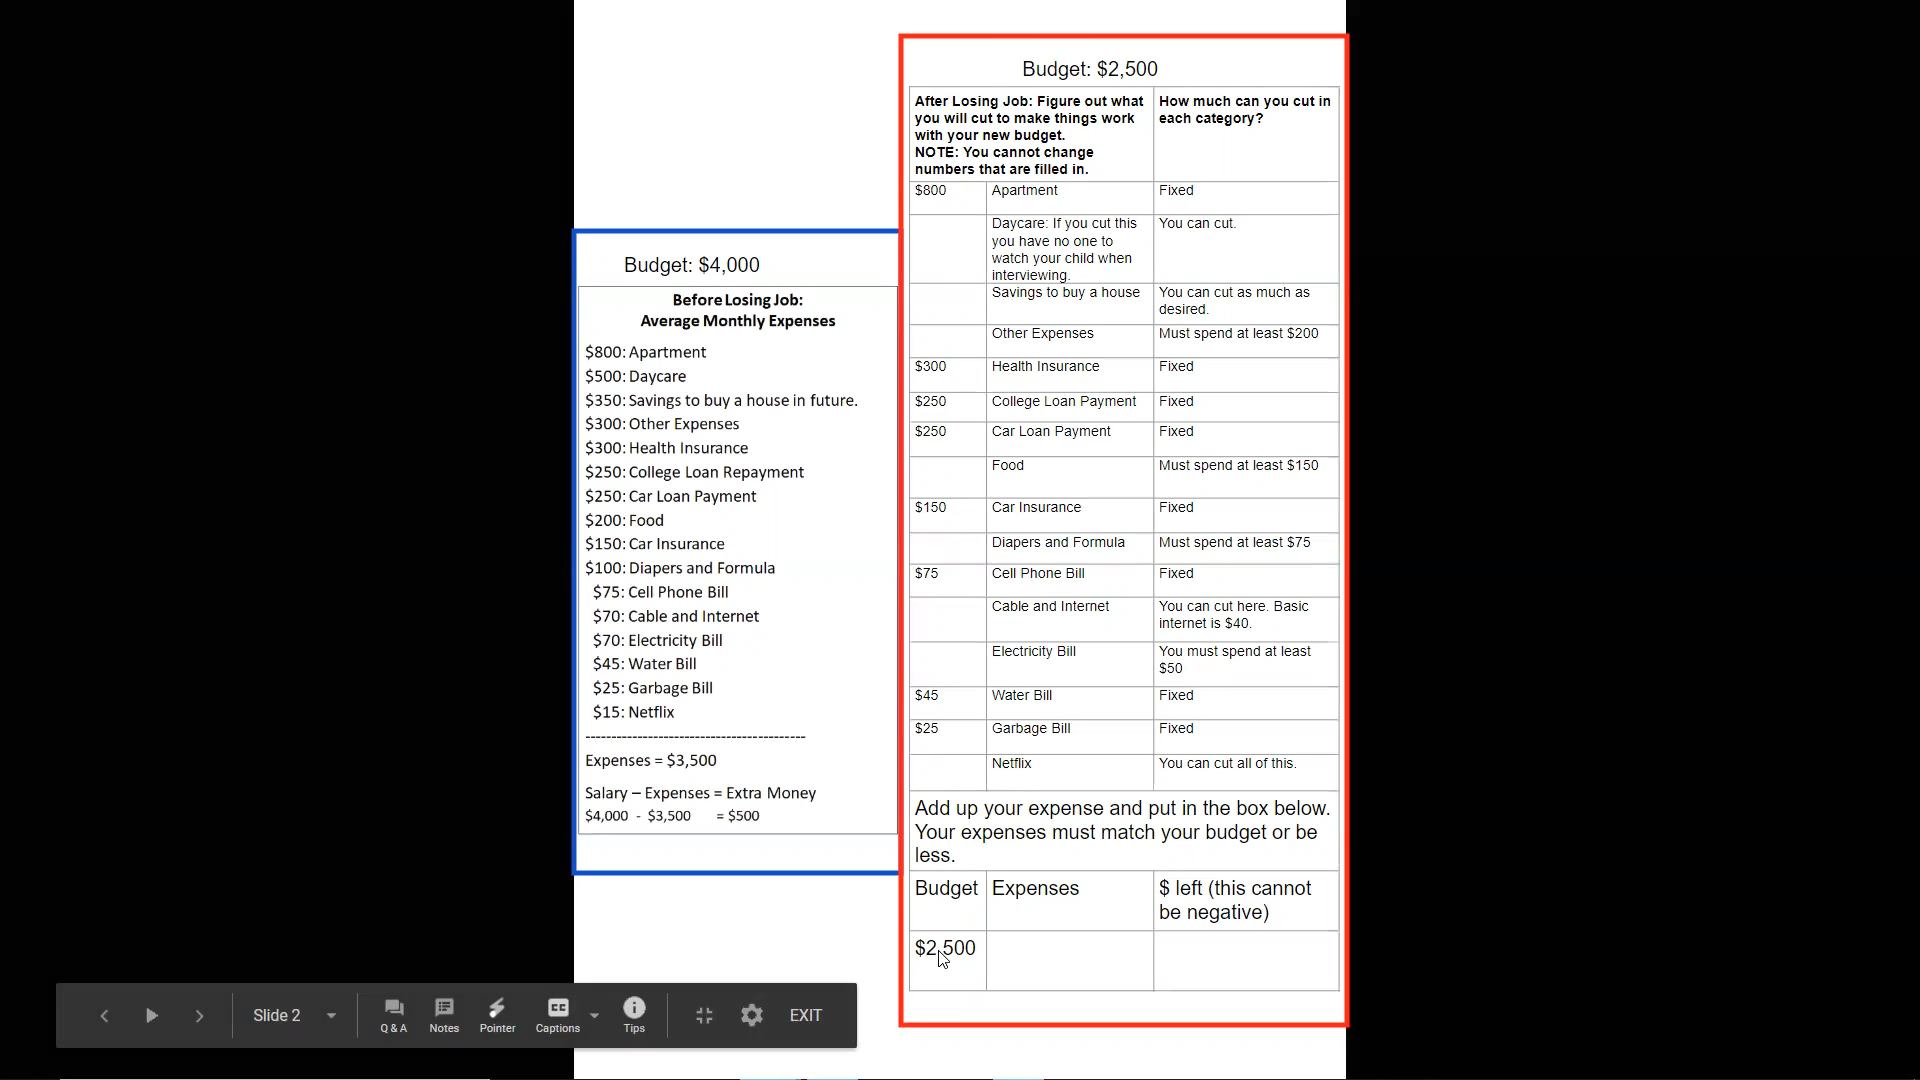 Budget: $4,000
Before Losing Job:
Average Monthly Expenses
$800: Apartment
$500: Daycare
$350: Savings to buy a house in future.
$300: Other Expenses
$300: Health Insurance
$250: College Loan Repayment
$250: Car Loan Payment
$200: Food
$150: Car Insurance
$100: Diapers and Formula
$75: Cell Phone Bill
$70: Cable and Internet
$70: Electricity Bill
$45: Water Bill
$25: Garbage Bill
$15: Netflix
------------------------------------------
Expenses = $3,500
Salary – Expenses = Extra Money
$4,000 - $3,500 = $500
Budget: $2,500
After Losing Job: Figure out what
you will cut to make things work
with your new budget.
NOTE: You cannot change
numbers that are filled in.
How much can you cut in
each category?
$800 Apartment Fixed
Daycare: If you cut this You can cut.
you have no one to
watch your child when
interviewing.
Savings to buy a house You can cut as much as
desired.
Other Expenses Must spend at least $200
$300 Health Insurance Fixed
$250 College Loan Payment Fixed
$250 Car Loan Payment Fixed
Food Must spend at least $150
$150 Car Insurance Fixed
Diapers and Formula Must spend at least $75
$75 Cell Phone Bill Fixed
Cable and Internet You can cut here. Basic
internet is $40.
Electricity Bill You must spend at least
$50
$45 Water Bill Fixed
$25 Garbage Bill Fixed
Netflix You can cut all of this.
Add up your expense and put in the box below.
Your expenses must match your budget or be
less.
Budget Expenses $ left (this cannot
be negative)
$2,500
Slide 2
Q & A
Notes
Pointer
CC
Captions
Tips
EXIT